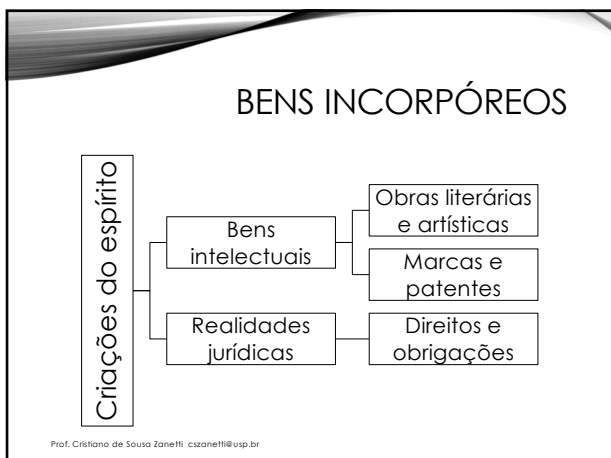 BENS INCORPÓREOS
Criações do espírito
Bens
intelectuais
Obras literárias
e artísticas
Marcas e
patentes
Realidades
jurídicas
Direitos e
obrigações
Prof. Cristiano de Sousa Zanetti cszanetti@usp.br